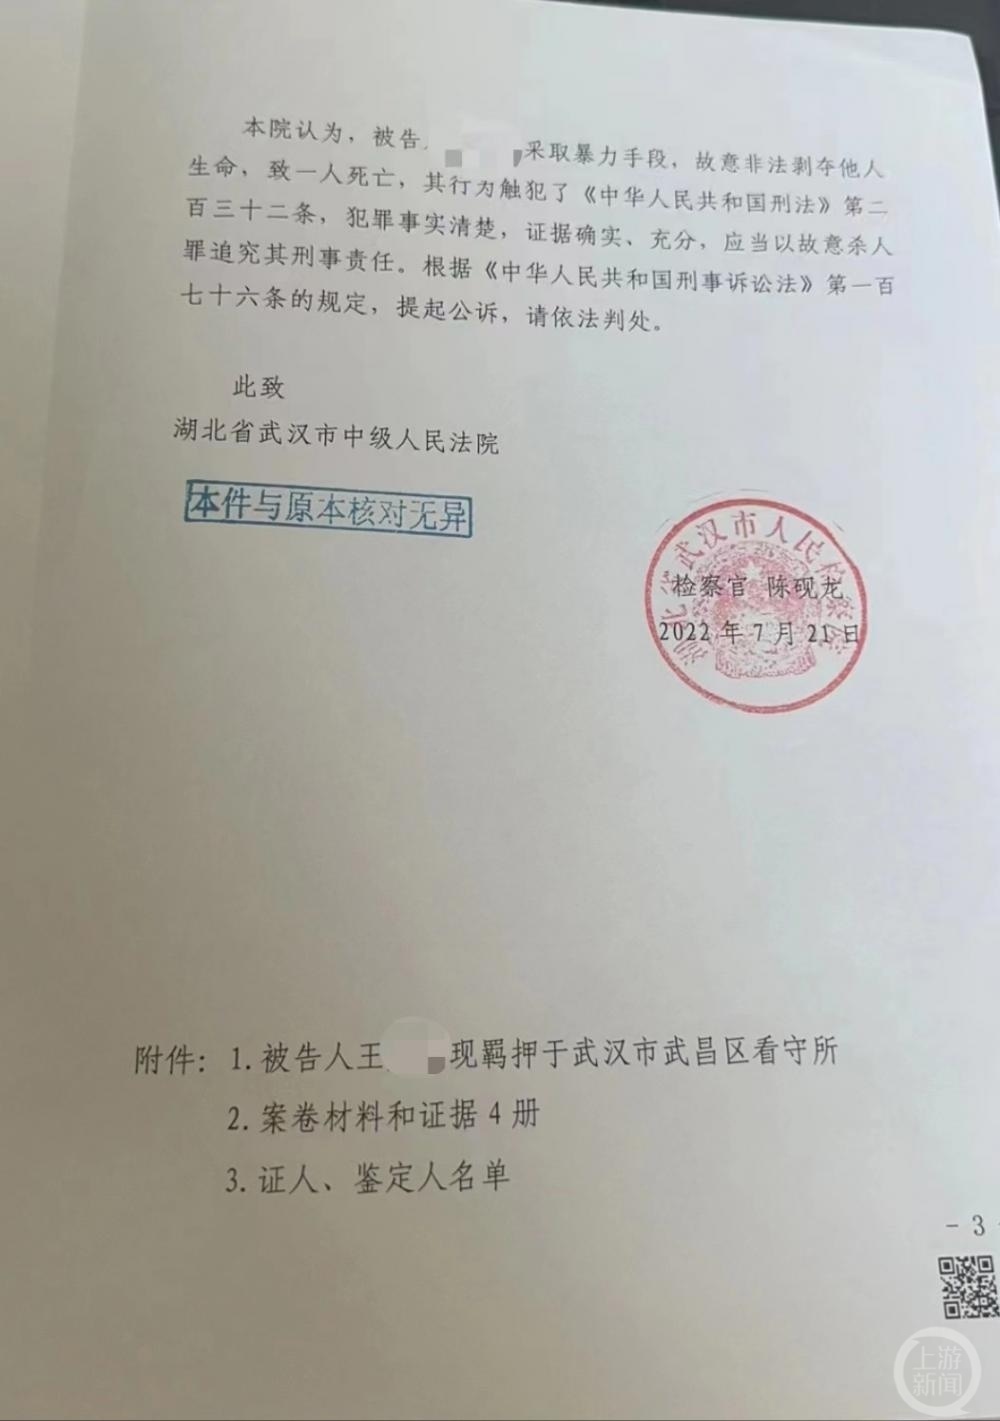 本院认为，被告 采取暴力手段，故意非法剥夺他人
生命，致一人死亡，其行为触犯了《中华人民共和国刑法》第二
百三十二条，犯罪事实清楚，证据确实、充分，应当以故意杀人
罪追究其刑事责任。根据《中华人民共和国刑事诉讼法》第一百
七十六条的规定，提起公诉，请依法判处。
此致
湖北省武汉市中级人民法院
本件与原本核对无异
湖北省武汉市人民检察院
检察官 陈砚龙
2022年7月21日
附件：1.被告人王 现羁押于武汉市武昌区看守所
2.案卷材料和证据4册
3.证人、鉴定人名单
- 3 -
上游
新闻